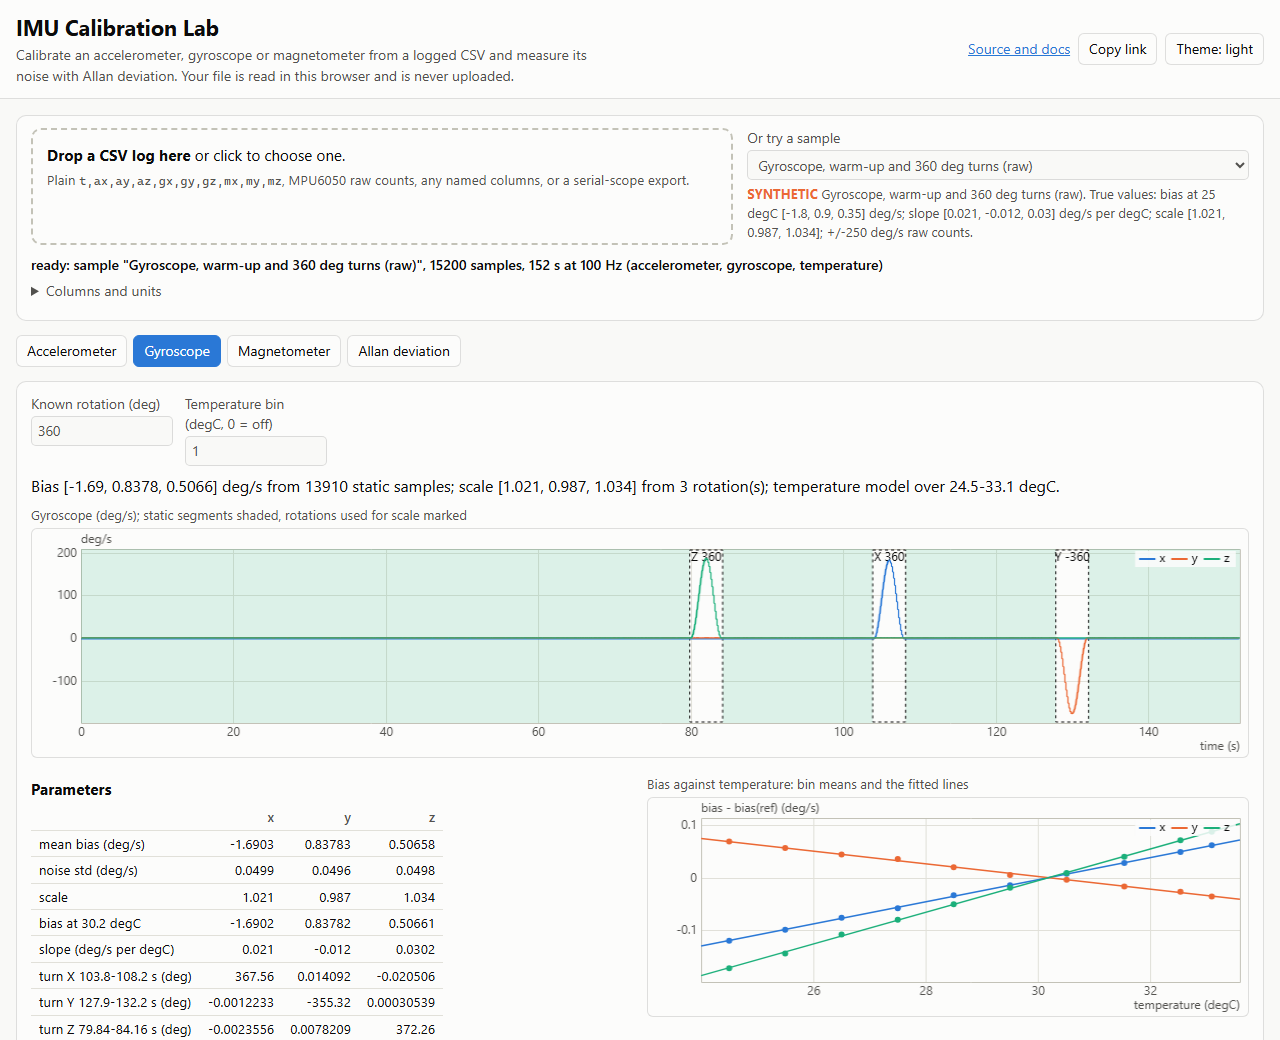 IMU Calibration Lab
Calibrate an accelerometer, gyroscope or magnetometer from a logged CSV and measure its
noise with Allan deviation. Your file is read in this browser and is never uploaded.
Source and docs
Copy link
Theme: light
Drop a CSV log here or click to choose one.
Plain t,ax,ay,az,gx,gy,gz,mx,my,mz, MPU6050 raw counts, any named columns, or a serial-scope export.
Or try a sample
Gyroscope, warm-up and 360 deg turns (raw)
SYNTHETIC Gyroscope, warm-up and 360 deg turns (raw). True values: bias at 25
degC [-1.8, 0.9, 0.35] deg/s; slope [0.021, -0.012, 0.03] deg/s per degC; scale [1.021,
0.987, 1.034]; +/-250 deg/s raw counts.
ready: sample "Gyroscope, warm-up and 360 deg turns (raw)", 15200 samples, 152 s at 100 Hz (accelerometer, gyroscope, temperature)
Columns and units
Accelerometer
Gyroscope
Magnetometer
Allan deviation
Known rotation (deg)
360
Temperature bin
(degC, 0 = off)
1
Bias [-1.69, 0.8378, 0.5066] deg/s from 13910 static samples; scale [1.021, 0.987, 1.034] from 3 rotation(s); temperature model over 24.5-33.1 degC.
Gyroscope (deg/s); static segments shaded, rotations used for scale marked
deg/s
200
100
0
-100
Z 360
X 360
Y -360
x y z
0 20 40 60 80 100 120 140
time (s)
Parameters
x y z
mean bias (deg/s) -1.6903 0.83783 0.50658
noise std (deg/s) 0.0499 0.0496 0.0498
scale 1.021 0.987 1.034
bias at 30.2 degC -1.6902 0.83782 0.50661
slope (deg/s per degC) 0.021 -0.012 0.0302
turn X 103.8-108.2 s (deg) 367.56 0.014092 -0.020506
turn Y 127.9-132.2 s (deg) -0.0012233 -355.32 0.00030539
turn Z 79.84-84.16 s (deg) -0.0023556 0.0078209 372.26
Bias against temperature: bin means and the fitted lines
bias - bias(ref) (deg/s)
0.1
0
-0.1
x y z
26 28 30 32
temperature (degC)